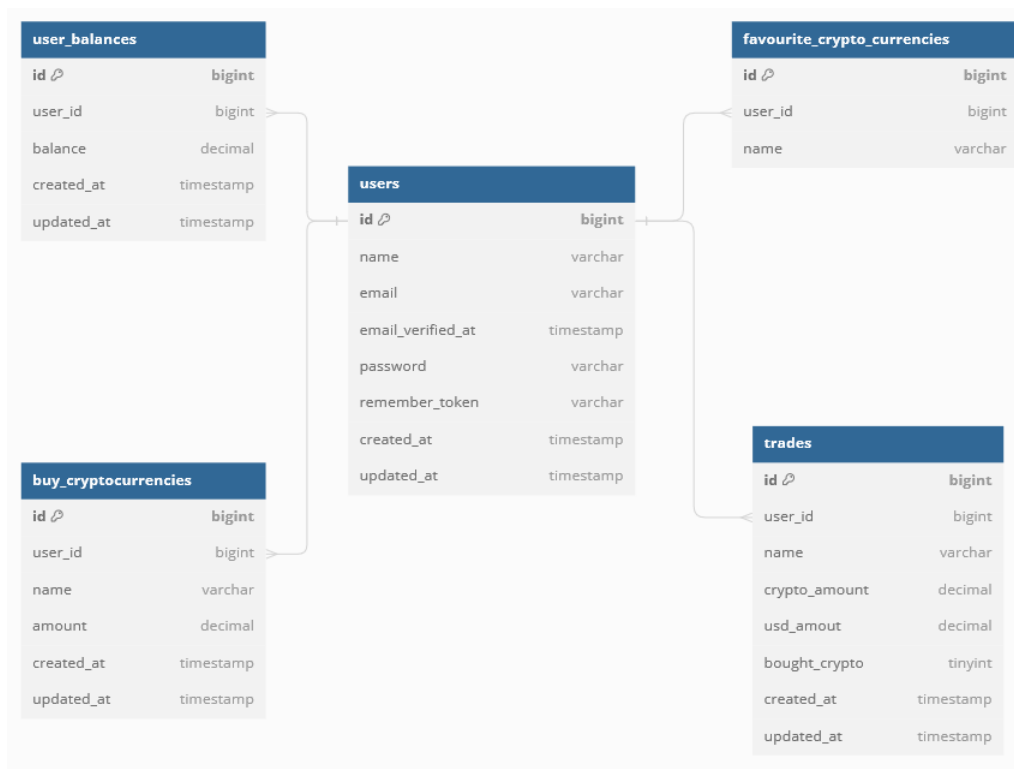 user_balances
id bigint
user_id bigint
balance decimal
created_at timestamp
updated_at timestamp
favourite_crypto_currencies
id bigint
user_id bigint
name varchar
users
id bigint
name varchar
email varchar
email_verified_at timestamp
password varchar
remember_token varchar
created_at timestamp
updated_at timestamp
buy_cryptocurrencies
id bigint
user_id bigint
name varchar
amount decimal
created_at timestamp
updated_at timestamp
trades
id bigint
user_id bigint
name varchar
crypto_amount decimal
usd_amout decimal
bought_crypto tinyint
created_at timestamp
updated_at timestamp